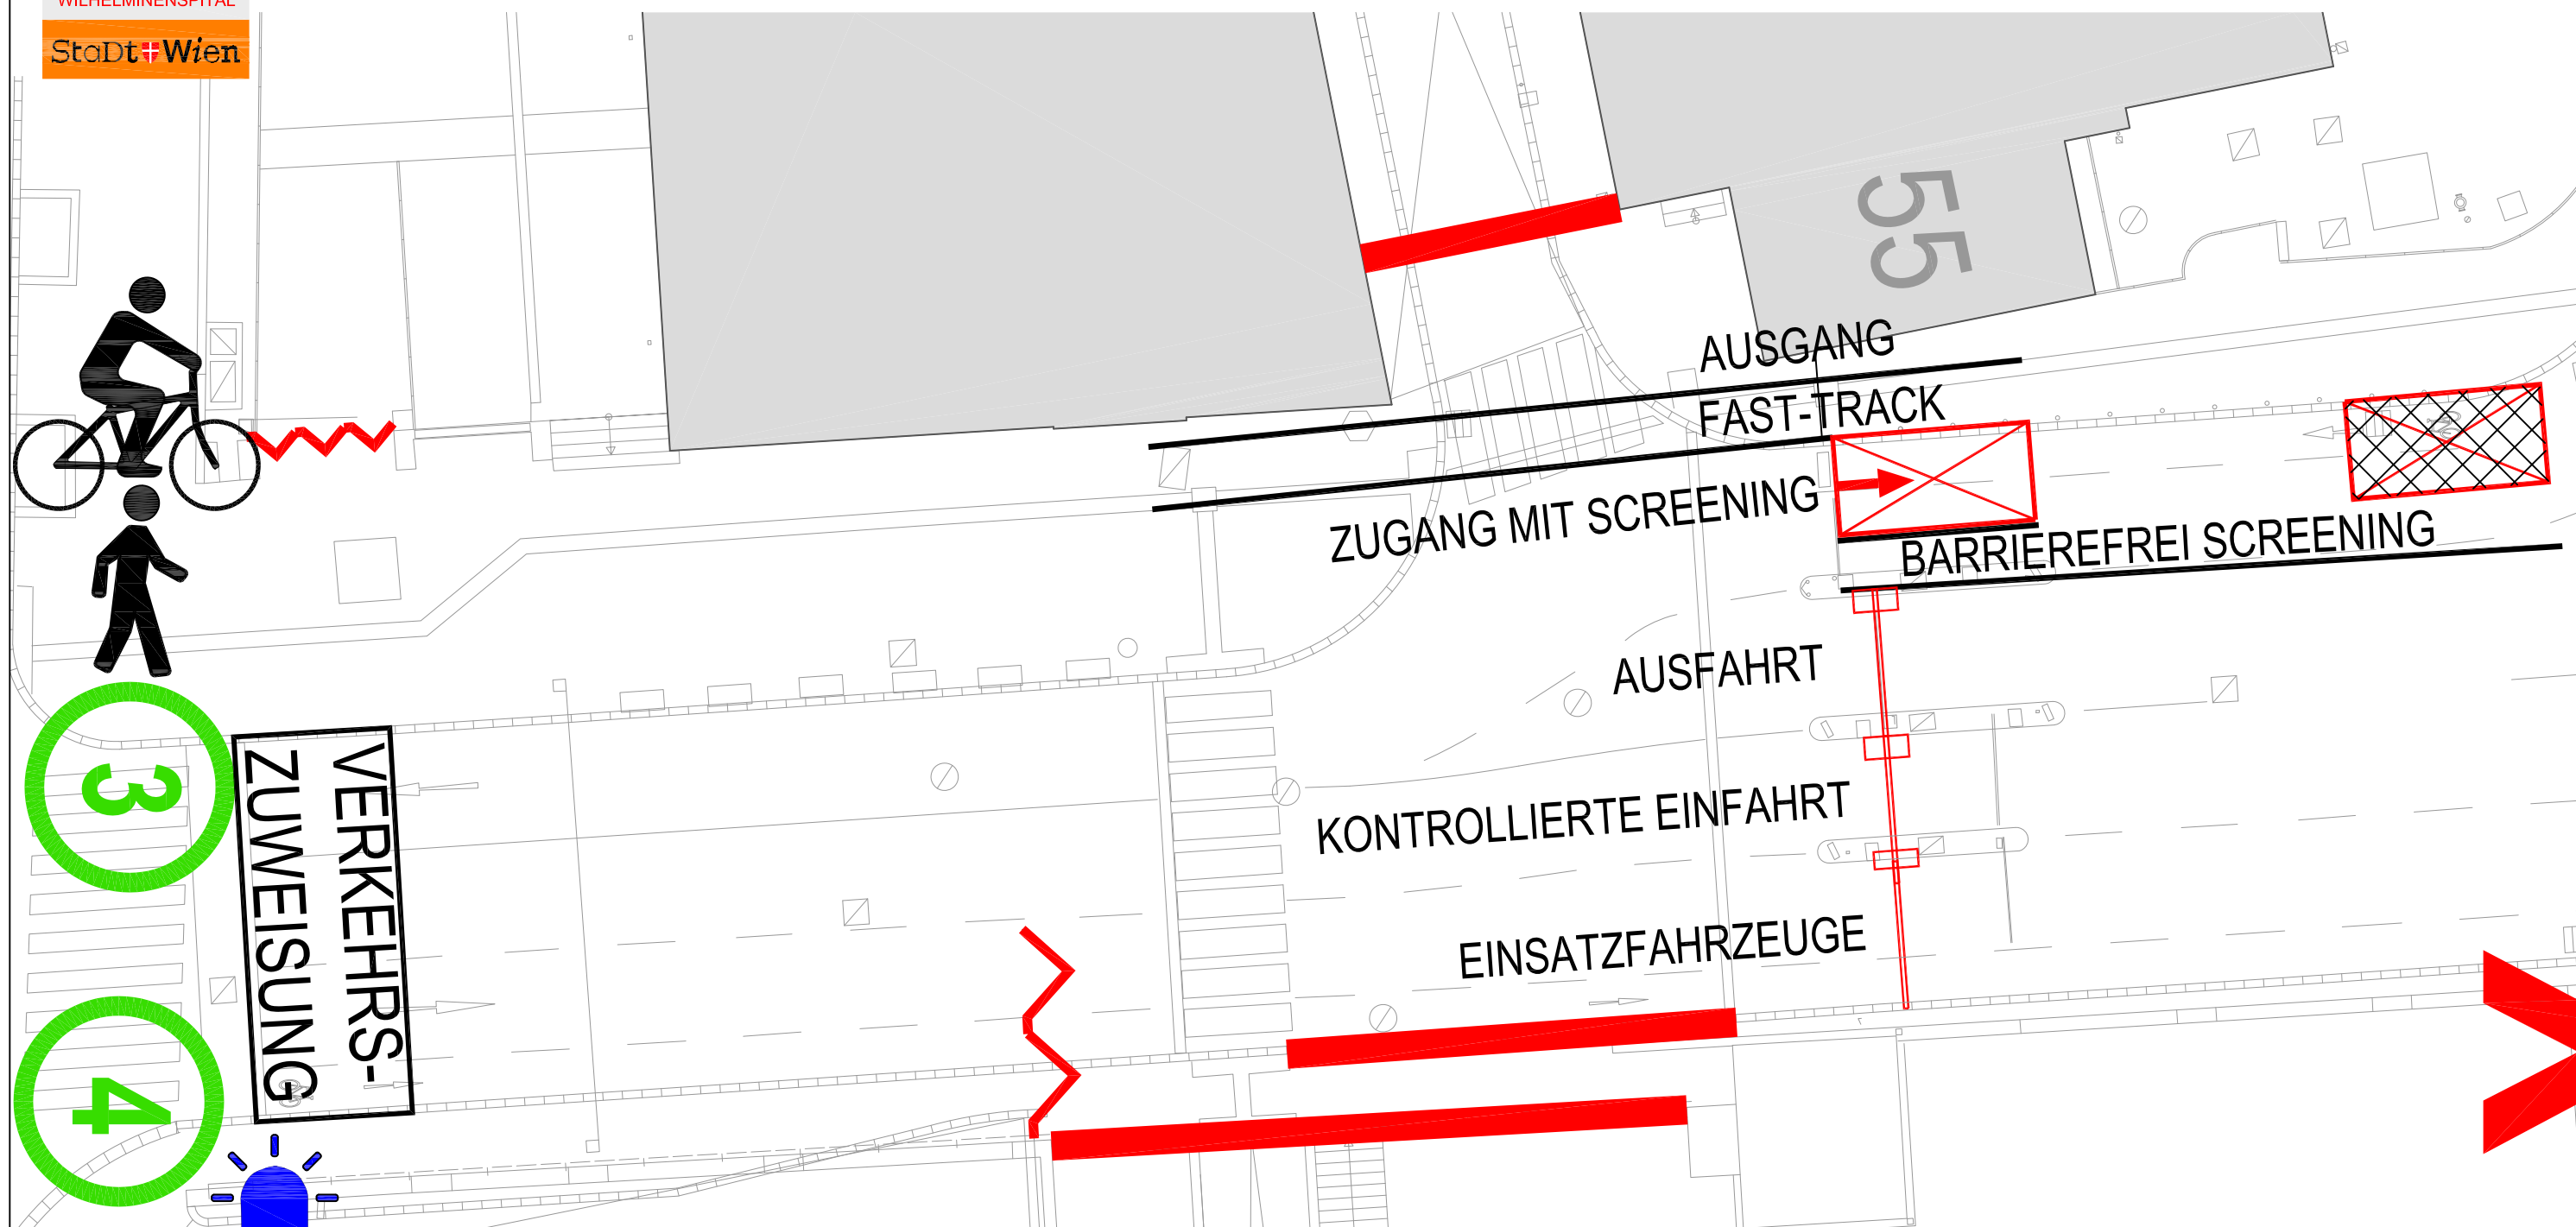 WILHELMINENSPITAL
StaDt Wien
55
AUSGANG
FAST-TRACK
ZUGANG MIT SCREENING
BARRIEREFREI SCREENING
AUSFAHRT
KONTROLLIERTE EINFAHRT
EINSATZFAHRZEUGE
VERKEHRS-
ZUWEISUNG
3
4